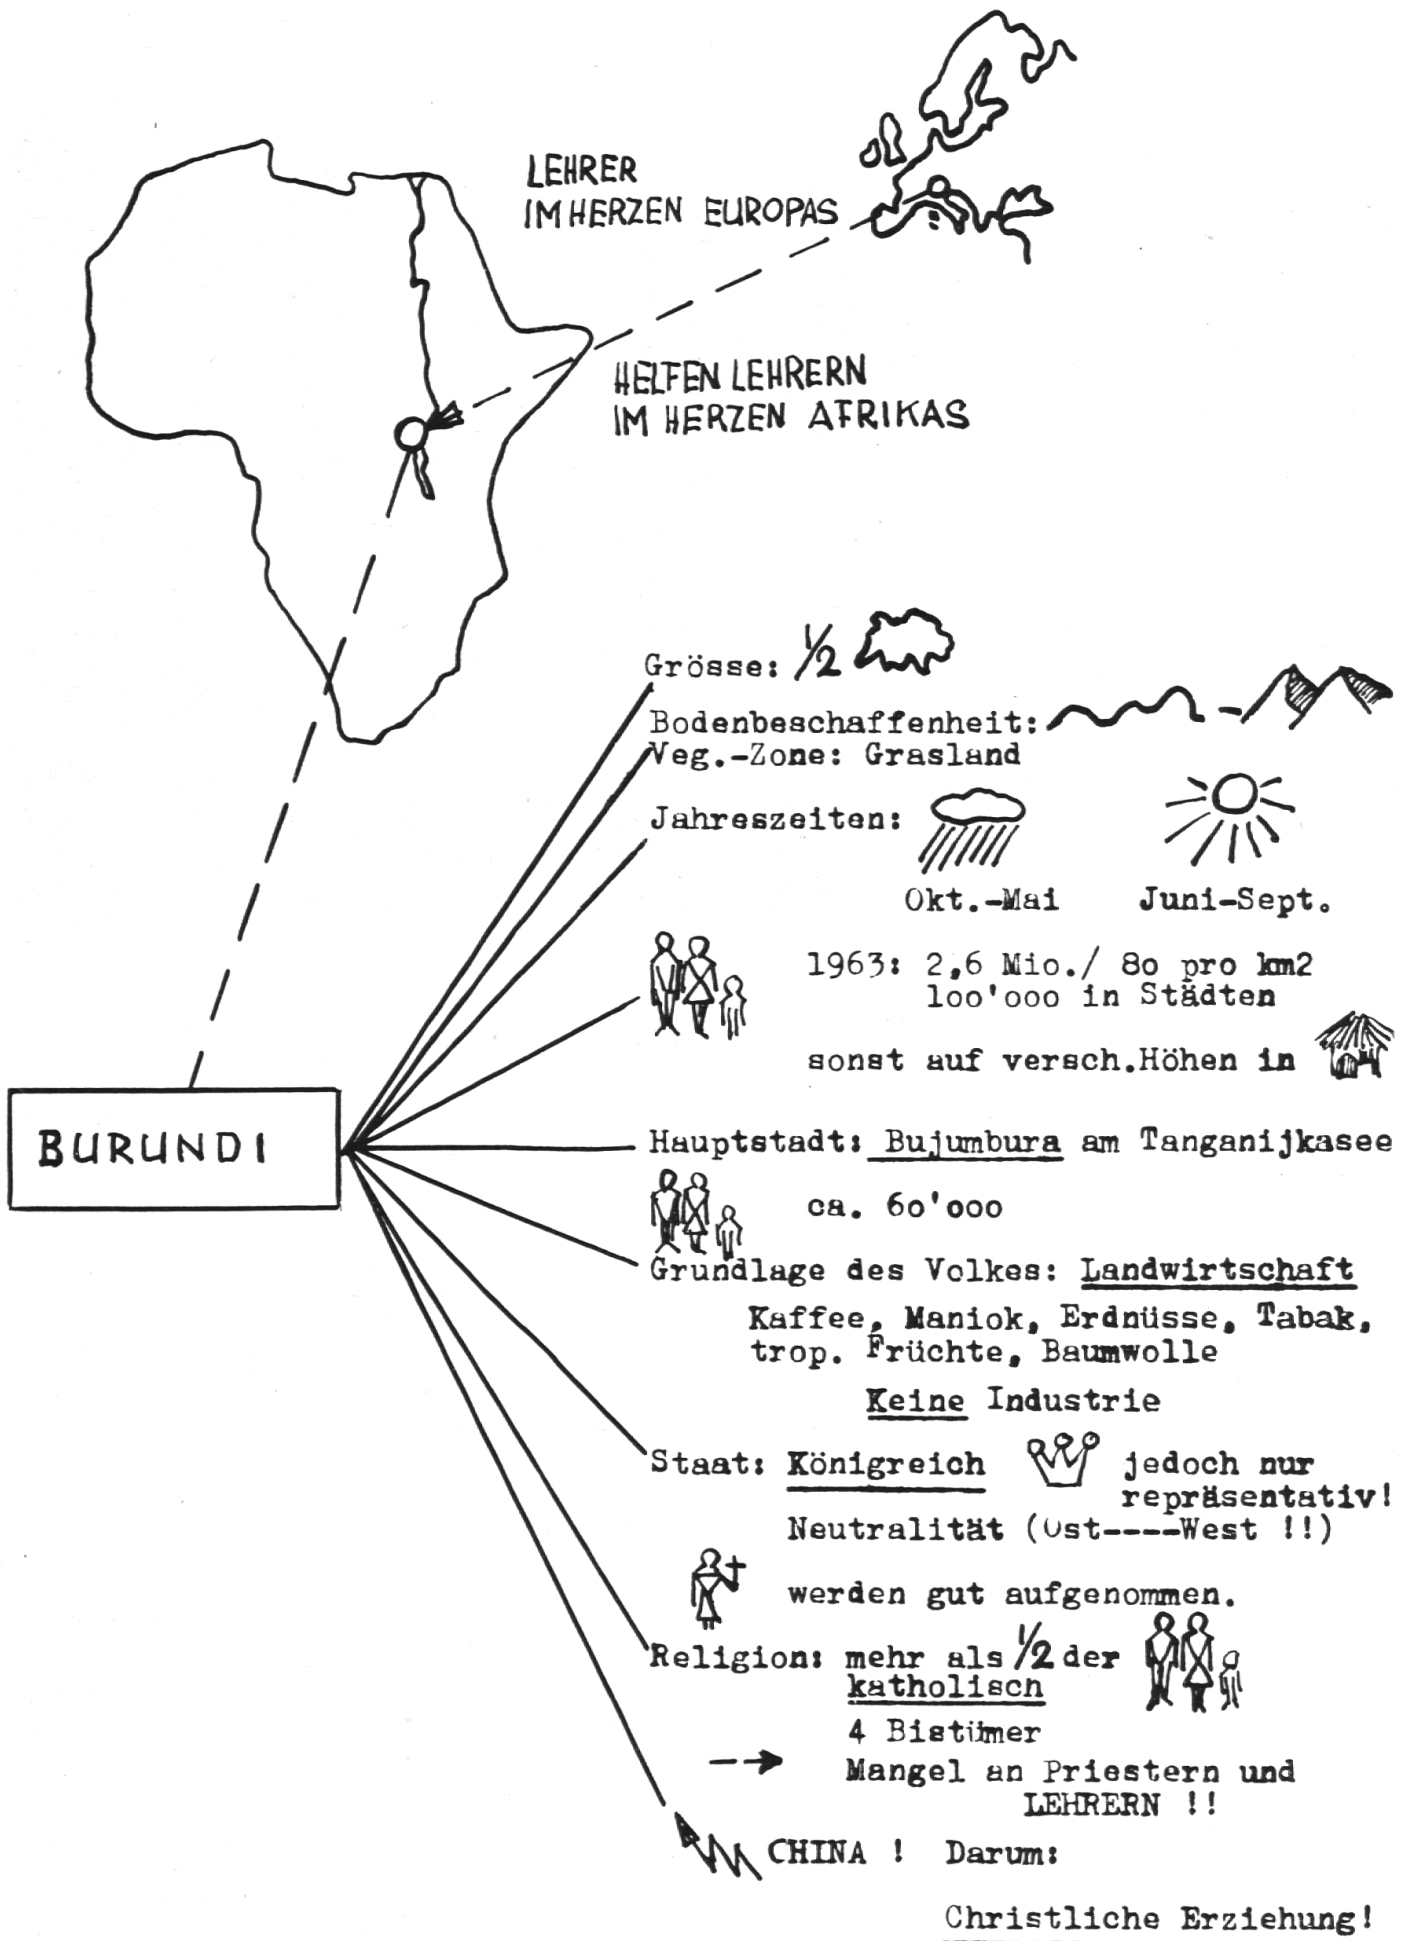 LEHRER
IM HERZEN EUROPAS
HELFEN LEHRERN
IM HERZEN AFRIKAS
Grösse: 1/2
Bodenbeschaffenheit:
Veg.-Zone: Grasland
Jahreszeiten:
Okt.-Mai Juni-Sept.
1963: 2,6 Mio./ 8o pro km2
loo'ooo in Städten
sonst auf versch.Höhen in
BURUNDI
Hauptstadt: Bujumbura am Tanganijkasee
ca. 6o'ooo
Grundlage des Volkes: Landwirtschaft
Kaffee, Maniok, Erdnüsse, Tabak,
trop. Früchte, Baumwolle
Keine Industrie
Staat: Königreich jedoch nur
repräsentativ!
Neutralität (Ost----West !!)
werden gut aufgenommen.
Religion: mehr als 1/2 der
katholisch
4 Bistümer
Mangel an Priestern und
LEHRERN !!
CHINA ! Darum:
Christliche Erziehung!